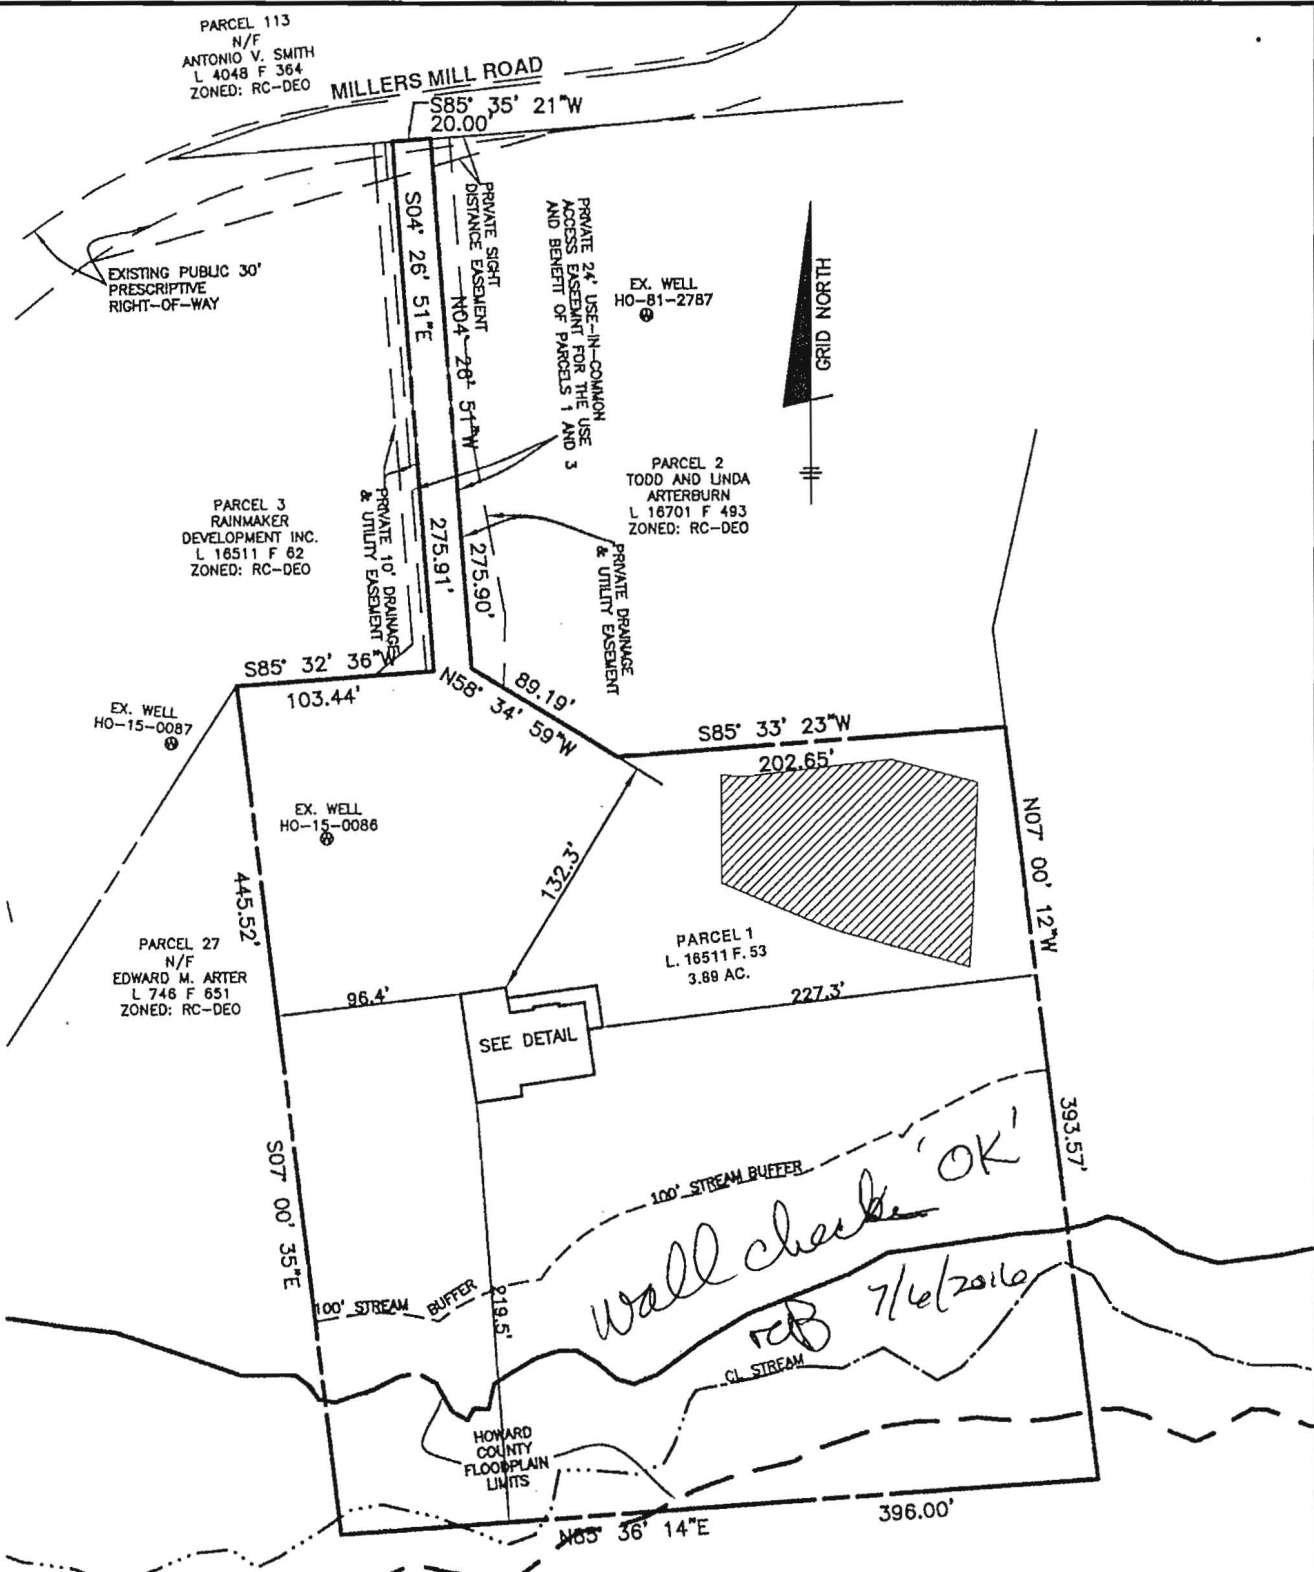 PARCEL 113
N/F
ANTONIO V. SMITH
L 4048 F 364
ZONED: RC-DEO
MILLERS MILL ROAD
S85° 35' 21"W
20.00'
EXISTING PUBLIC 30'
PRESCRIPTIVE
RIGHT-OF-WAY
S04° 26' 51"E
275.91'
PRIVATE SIGHT
DISTANCE EASEMENT
N04° 26' 51"W
275.90'
PRIVATE 24' USE-IN-COMMON
ACCESS EASEEMNT FOR THE USE
AND BENEFIT OF PARCELS 1 AND 3
EX. WELL
HO-81-2787
GRID NORTH
PARCEL 3
RAINMAKER
DEVELOPMENT INC.
L 16511 F 62
ZONED: RC-DEO
PRIVATE 10' DRAINAGE
& UTILITY EASEMENT
PARCEL 2
TODD AND LINDA
ARTERBURN
L 16701 F 493
ZONED: RC-DEO
PRIVATE DRAINAGE
& UTILITY EASEMENT
S85° 32' 36"W
103.44'
N58° 34' 59"W
89.19'
S85° 33' 23"W
202.65'
EX. WELL
HO-15-0087
EX. WELL
HO-15-0086
132.3'
N07° 00' 12"W
393.57'
445.52'
S07° 00' 35"E
PARCEL 27
N/F
EDWARD M. ARTER
L 746 F 651
ZONED: RC-DEO
PARCEL 1
L. 16511 F. 53
3.89 AC.
96.4'
227.3'
SEE DETAIL
100' STREAM BUFFER
wall check 'OK'
rcB 7/6/2016
100' STREAM BUFFER
219.5'
CL STREAM
HOWARD
COUNTY
FLOODPLAIN
LIMITS
N85° 36' 14"E
396.00'